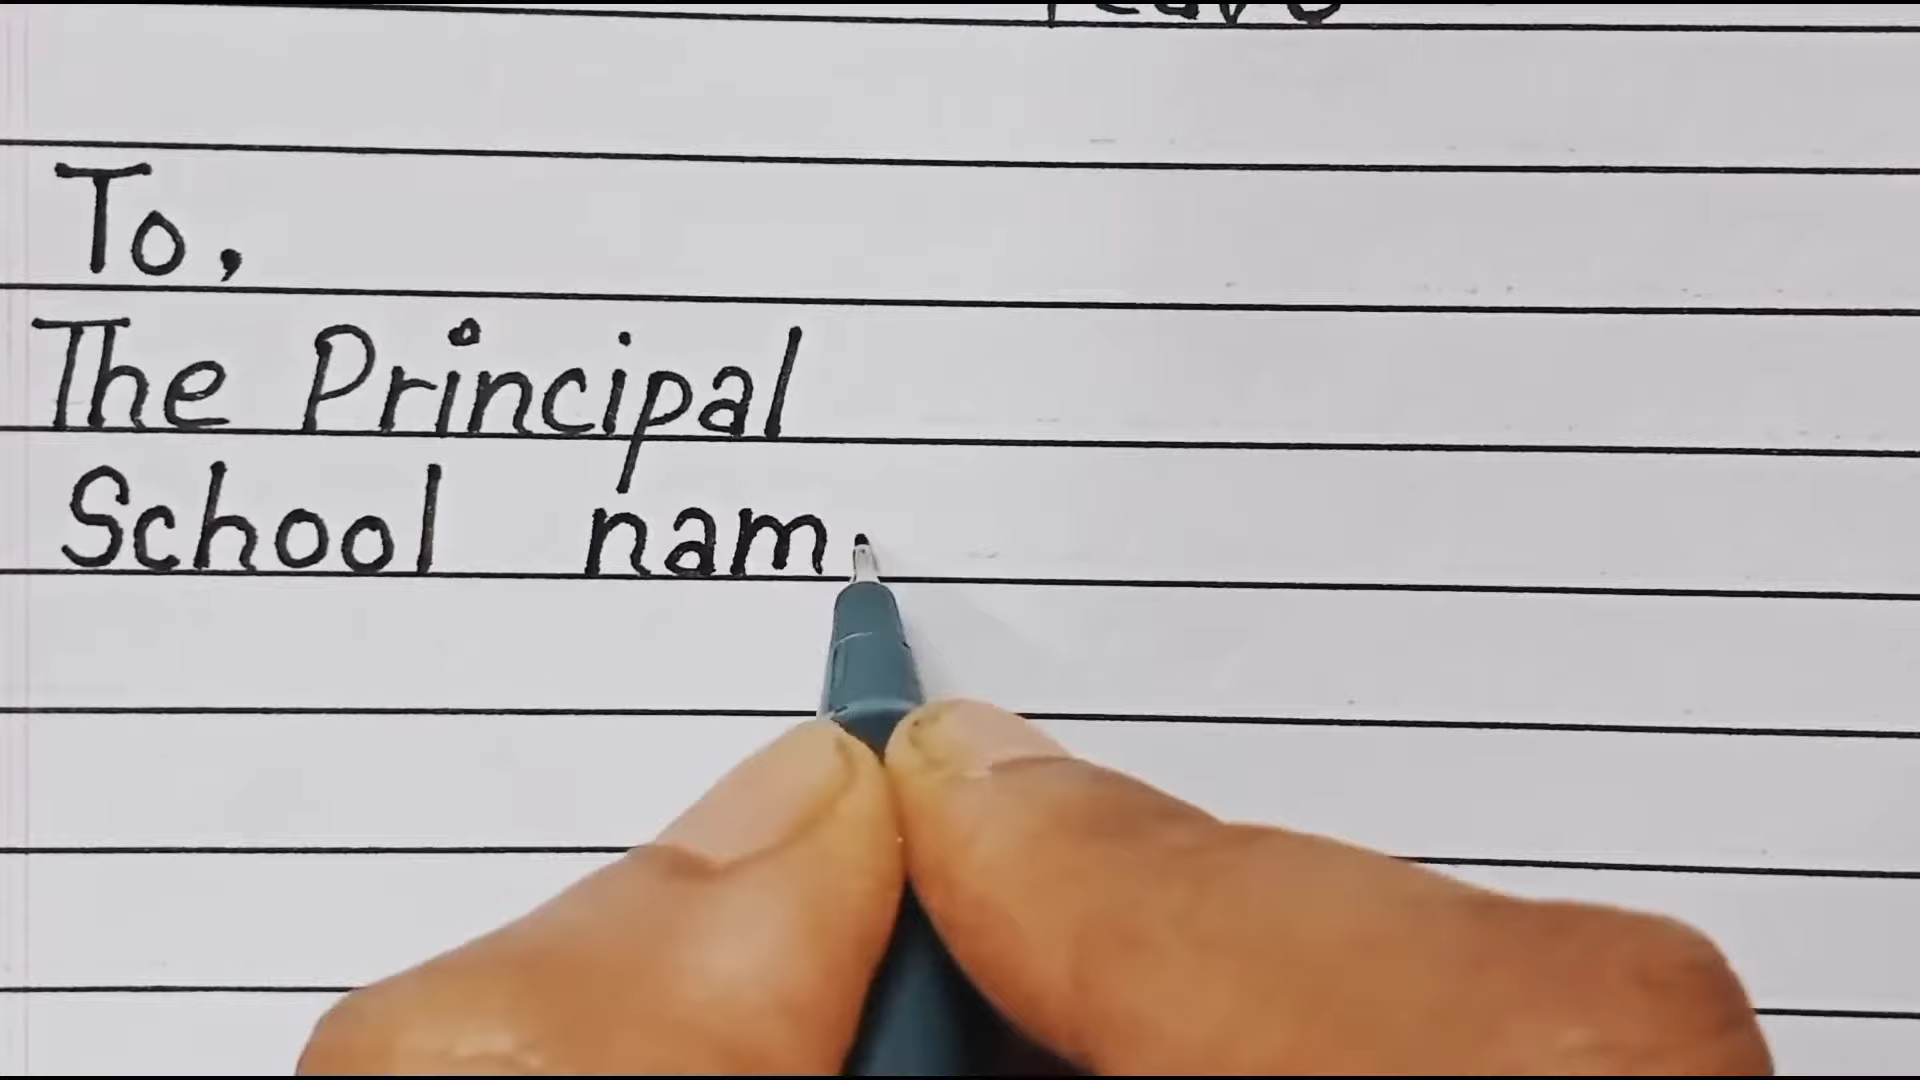 To,
The Principal
School nam